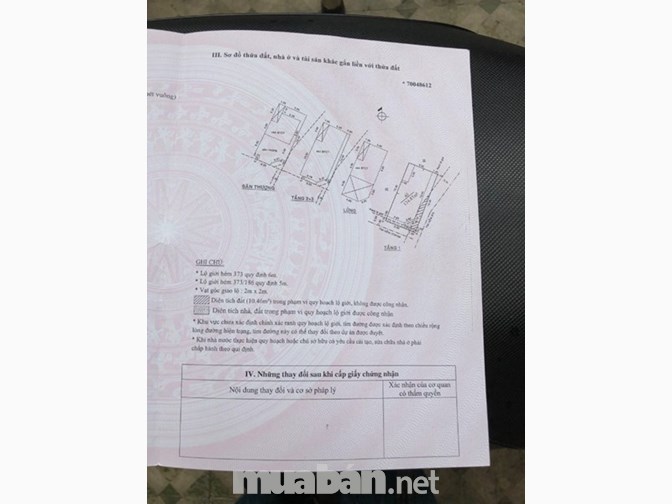 III. Sơ đồ thửa đất, nhà ở và tài sản khác gắn liền với thửa đất
* 70048612
vuông)
SÂN THƯỢNG
TẦNG 2+3
LỬNG
TẦNG 1
GHI CHÚ:
* Lộ giới hẻm 373 quy định 6m.
* Lộ giới hẻm 373/186 quy định 5m.
* Vạt góc giao lộ : 2m x 2m.
Diện tích đất (10.40m²) trong phạm vi quy hoạch lộ giới, không được công nhận.
Diện tích nhà, đất trong phạm vi quy hoạch lộ giới được công nhận.
* Khu vực chưa xác định chính xác ranh quy hoạch lộ giới, tim đường được xác định theo chiều rộng
lòng đường hiện trạng, tim đường này có thể thay đổi theo dự án được duyệt.
* Khi nhà nước thực hiện quy hoạch hoặc chủ sở hữu có yêu cầu cải tạo, sửa chữa nhà ở phải
chấp hành theo qui định.
IV. Những thay đổi sau khi cấp giấy chứng nhận
Nội dung thay đổi và cơ sở pháp lý
Xác nhận của cơ quan
có thẩm quyền
muaban.net